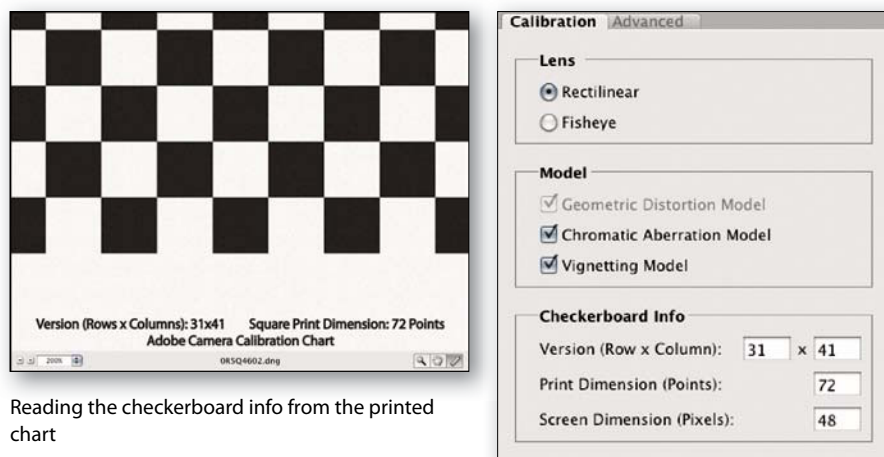 Version (Rows x Columns): 31x41 Square Print Dimension: 72 Points
Adobe Camera Calibration Chart
200% 0R5Q4602.dng
Reading the checkerboard info from the printed
chart
Calibration Advanced
Lens
Rectilinear
Fisheye
Model
Geometric Distortion Model
Chromatic Aberration Model
Vignetting Model
Checkerboard Info
Version (Row x Column): 31 x 41
Print Dimension (Points): 72
Screen Dimension (Pixels): 48